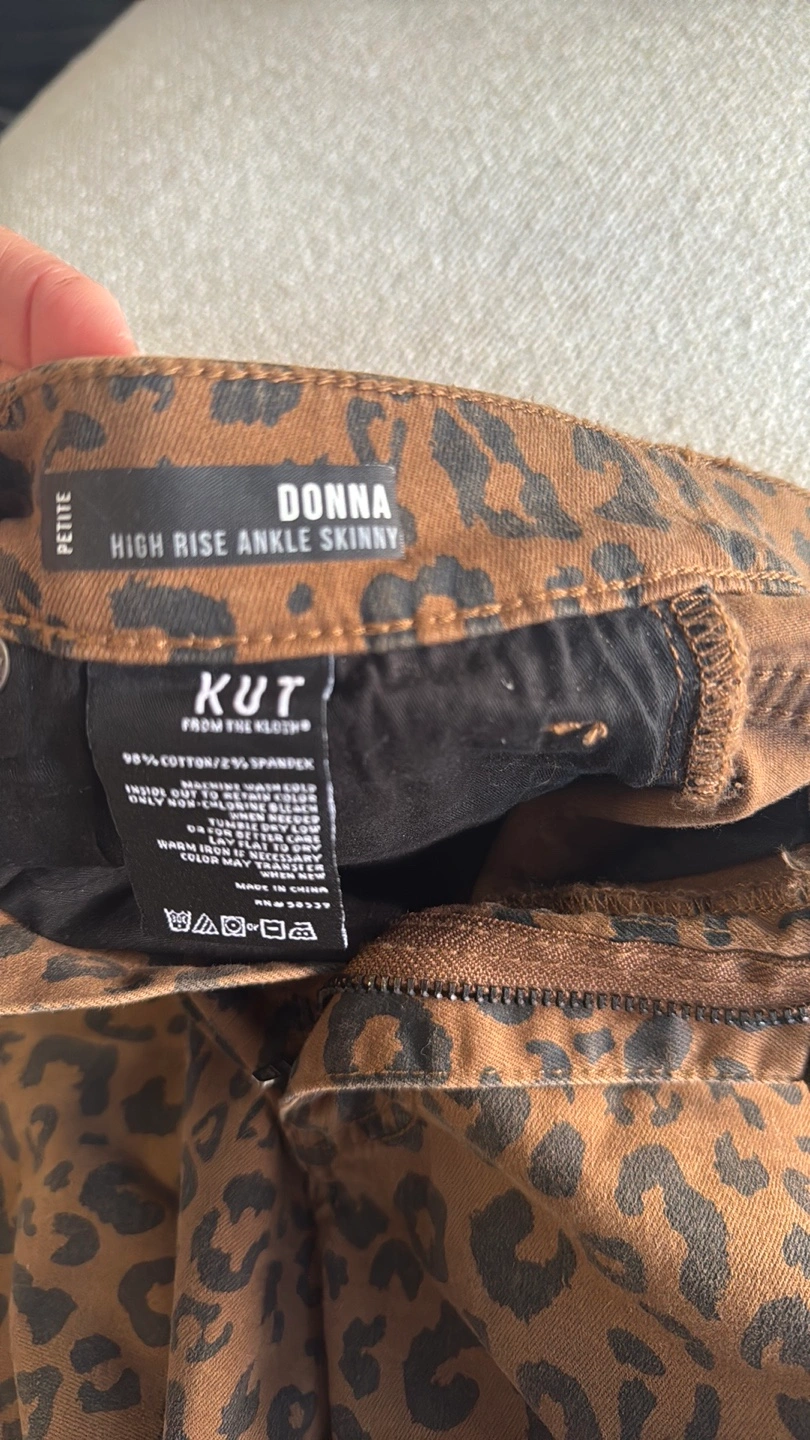 PETITE
DONNA
HIGH RISE ANKLE SKINNY
KUT
FROM THE KLOTH®
98% COTTON/2% SPANDEX
MACHINE WASH COLD
INSIDE OUT TO RETAIN COLOR
ONLY NON-CHLORINE BLEACH
WHEN NEEDED
TUMBLE DRY LOW
OR FOR BETTER CARE
LAY FLAT TO DRY
WARM IRON IF NECESSARY
COLOR MAY TRANSFER
WHEN NEW
MADE IN CHINA
RN#
or